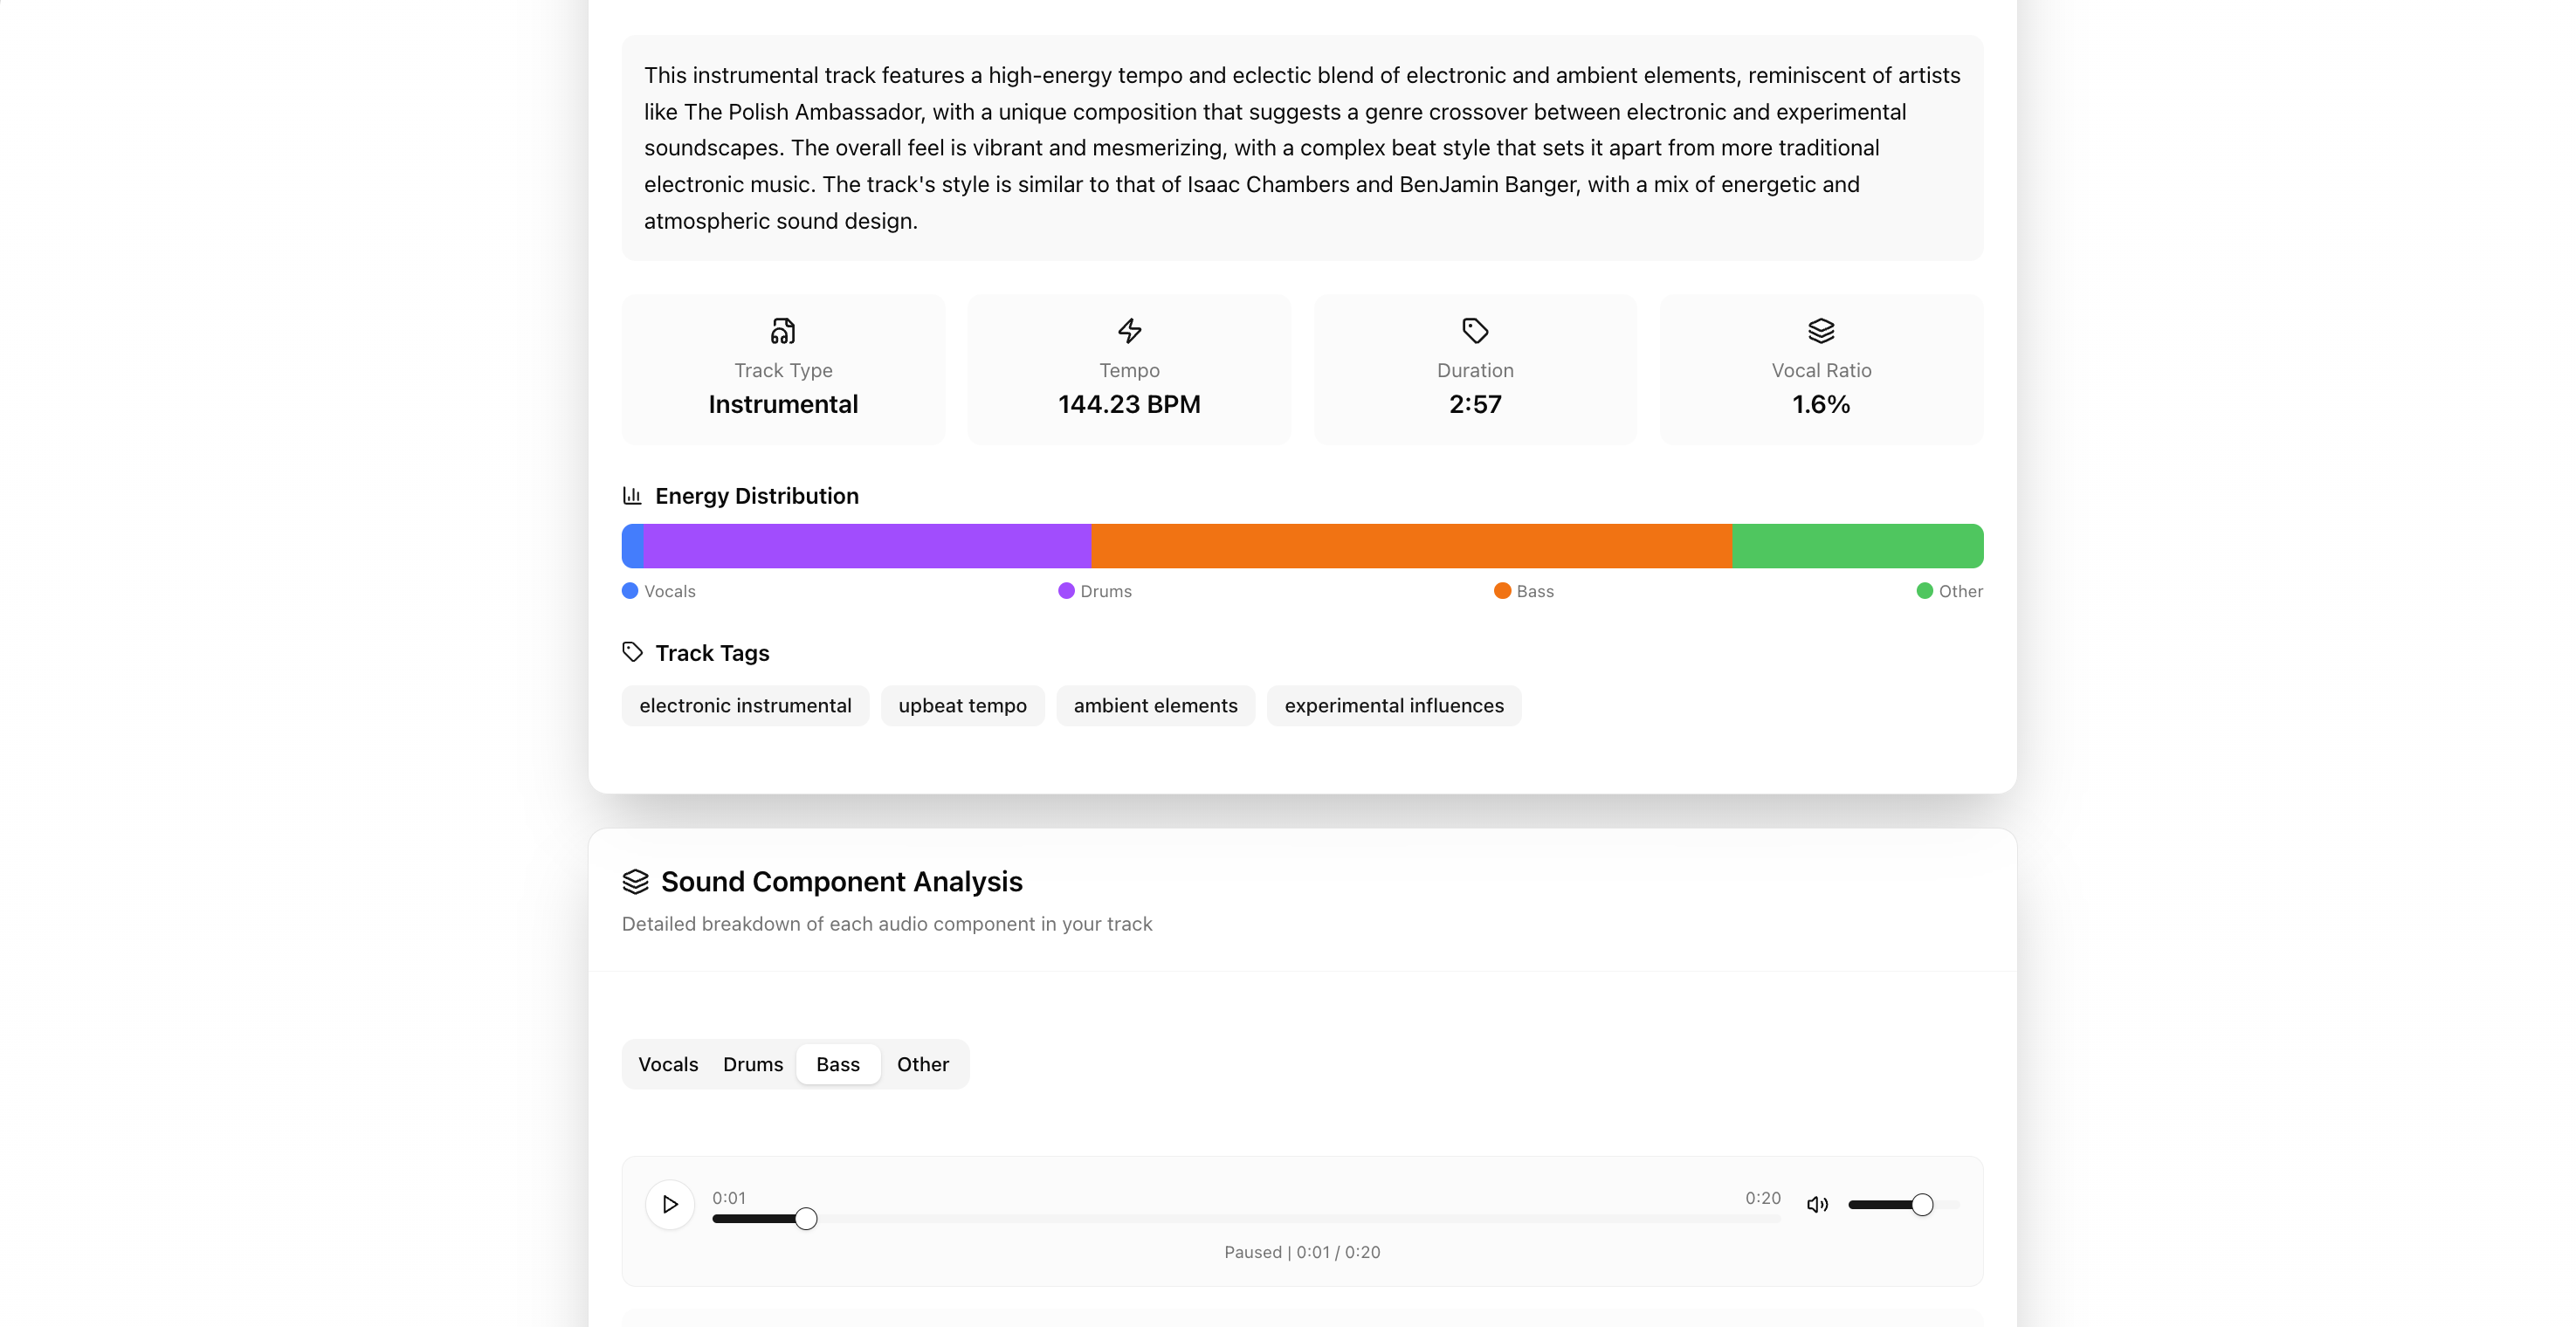 This instrumental track features a high-energy tempo and eclectic blend of electronic and ambient elements, reminiscent of artists
like The Polish Ambassador, with a unique composition that suggests a genre crossover between electronic and experimental
soundscapes. The overall feel is vibrant and mesmerizing, with a complex beat style that sets it apart from more traditional
electronic music. The track's style is similar to that of Isaac Chambers and BenJamin Banger, with a mix of energetic and
atmospheric sound design.
Track Type
Instrumental
Tempo
144.23 BPM
Duration
2:57
Vocal Ratio
1.6%
Energy Distribution
Vocals
Drums
Bass
Other
Track Tags
electronic instrumental
upbeat tempo
ambient elements
experimental influences
Sound Component Analysis
Detailed breakdown of each audio component in your track
Vocals
Drums
Bass
Other
0:01
0:20
Paused | 0:01 / 0:20